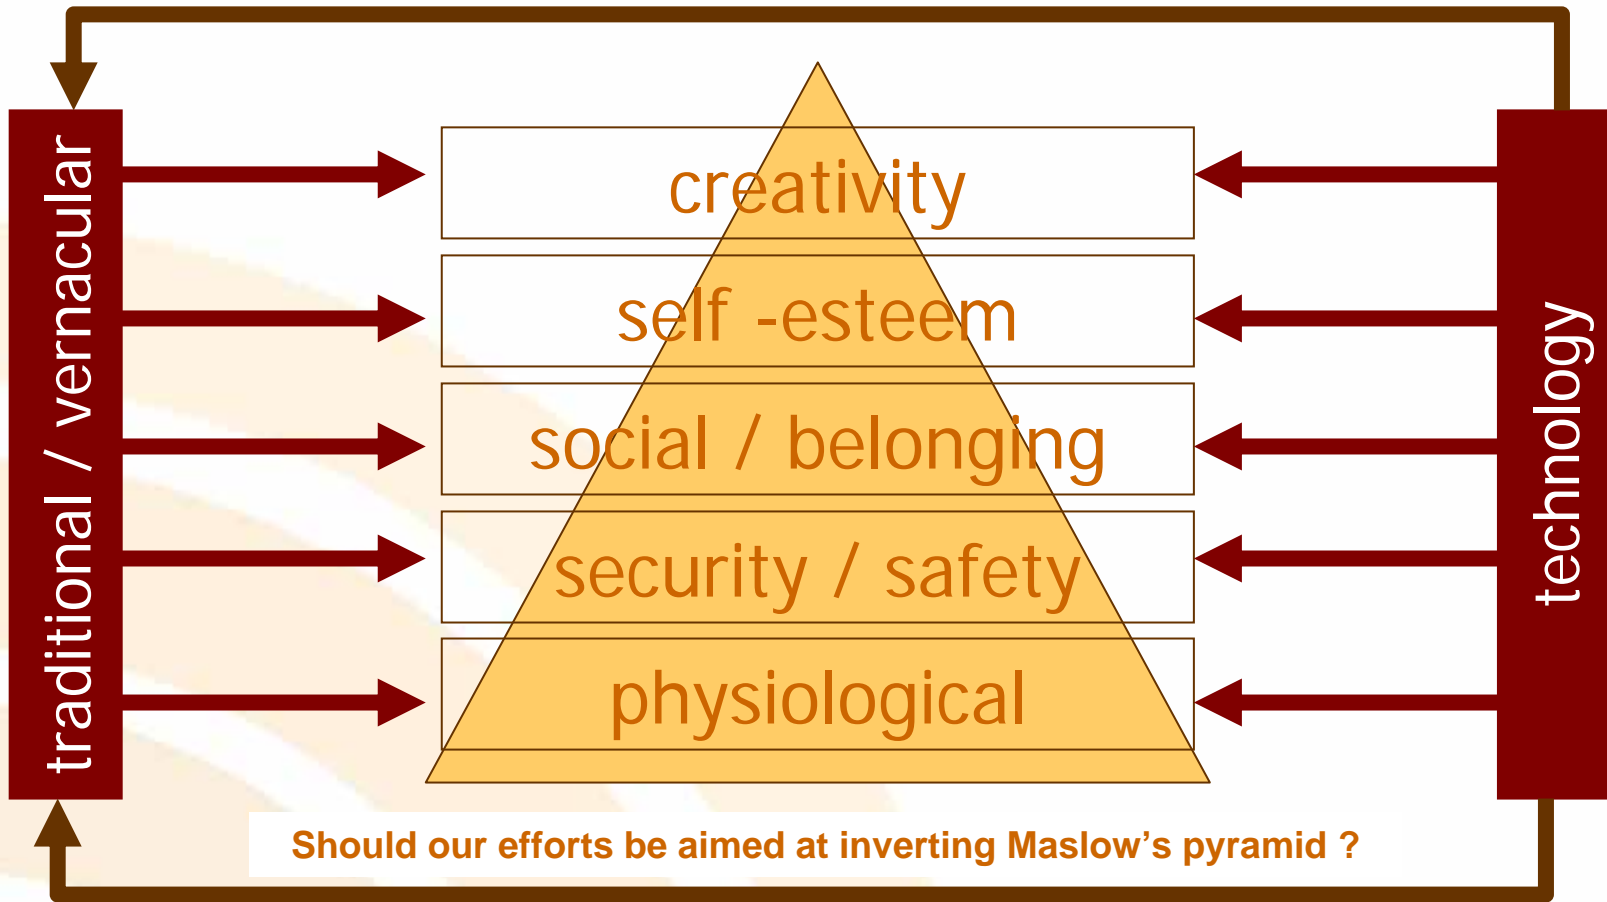 traditional / vernacular
creativity
self -esteem
social / belonging
security / safety
physiological
technology
Should our efforts be aimed at inverting Maslow's pyramid ?